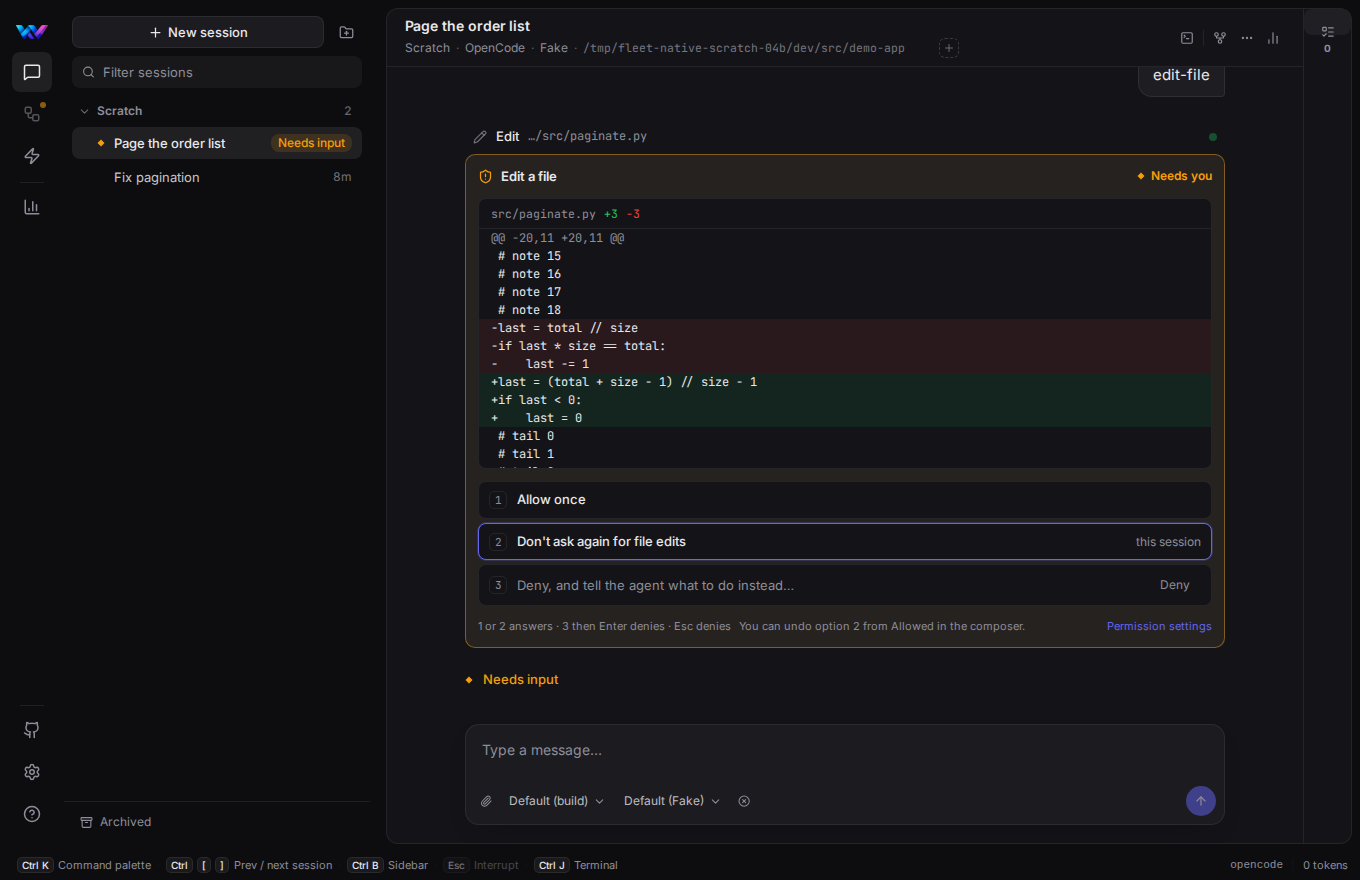 New session
Filter sessions
Scratch 2
Page the order list Needs input
Fix pagination 8m
Archived
Page the order list
Scratch · OpenCode · Fake · /tmp/fleet-native-scratch-04b/dev/src/demo-app
0
edit-file
Edit …/src/paginate.py
Edit a file Needs you
src/paginate.py +3 -3
@@ -20,11 +20,11 @@
# note 15
# note 16
# note 17
# note 18
-last = total // size
-if last * size == total:
-    last -= 1
+last = (total + size - 1) // size - 1
+if last < 0:
+    last = 0
# tail 0
# tail 1
1 Allow once
2 Don't ask again for file edits this session
3 Deny, and tell the agent what to do instead... Deny
1 or 2 answers · 3 then Enter denies · Esc denies You can undo option 2 from Allowed in the composer. Permission settings
Needs input
Type a message...
Default (build) Default (Fake)
Ctrl K Command palette Ctrl [ ] Prev / next session Ctrl B Sidebar Esc Interrupt Ctrl J Terminal opencode 0 tokens